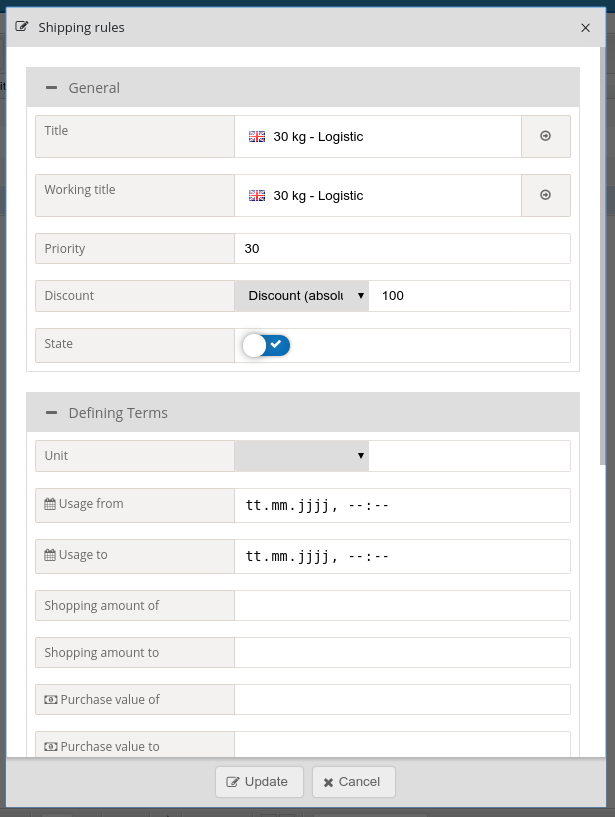 Shipping rules
General
Title 30 kg - Logistic
Working title 30 kg - Logistic
Priority 30
Discount Discount (absolu 100
State
Defining Terms
Unit
Usage from tt.mm.jjjj, --:--
Usage to tt.mm.jjjj, --:--
Shopping amount of
Shopping amount to
Purchase value of
Purchase value to
Update Cancel